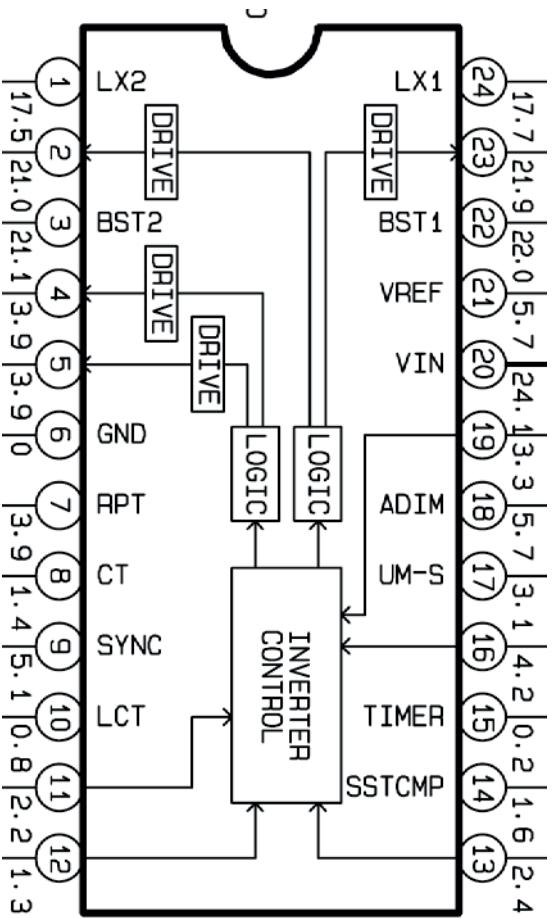 1 LX2 LX1 24
17.5 17.7
2 DRIVE DRIVE 23
21.0 21.9
3 BST2 BST1 22
21.1 22.0
4 DRIVE VREF 21
3.9 5.7
5 DRIVE VIN 20
3.9 24.1
6 GND LOGIC LOGIC 19
0 3.3
7 RPT ADIM 18
3.9 5.7
8 CT UM-S 17
1.4 3.1
9 SYNC 16
5.1 4.2
INVERTER
CONTROL
10 LCT TIMER 15
0.8 0.2
11 SSTCMP 14
2.2 1.6
12 13
1.3 2.4